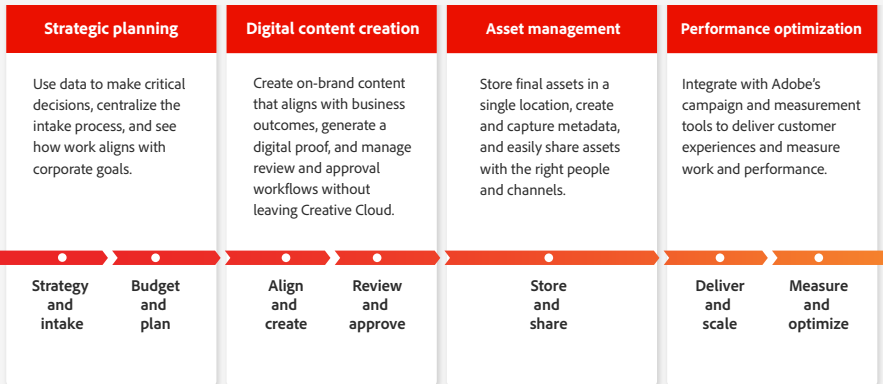 Strategic planning
Use data to make critical
decisions, centralize the
intake process, and see
how work aligns with
corporate goals.
Digital content creation
Create on-brand content
that aligns with business
outcomes, generate a
digital proof, and manage
review and approval
workflows without
leaving Creative Cloud.
Asset management
Store final assets in a
single location, create
and capture metadata,
and easily share assets
with the right people
and channels.
Performance optimization
Integrate with Adobe’s
campaign and measurement
tools to deliver customer
experiences and measure
work and performance.
Strategy
and
intake
Budget
and
plan
Align
and
create
Review
and
approve
Store
and
share
Deliver
and
scale
Measure
and
optimize